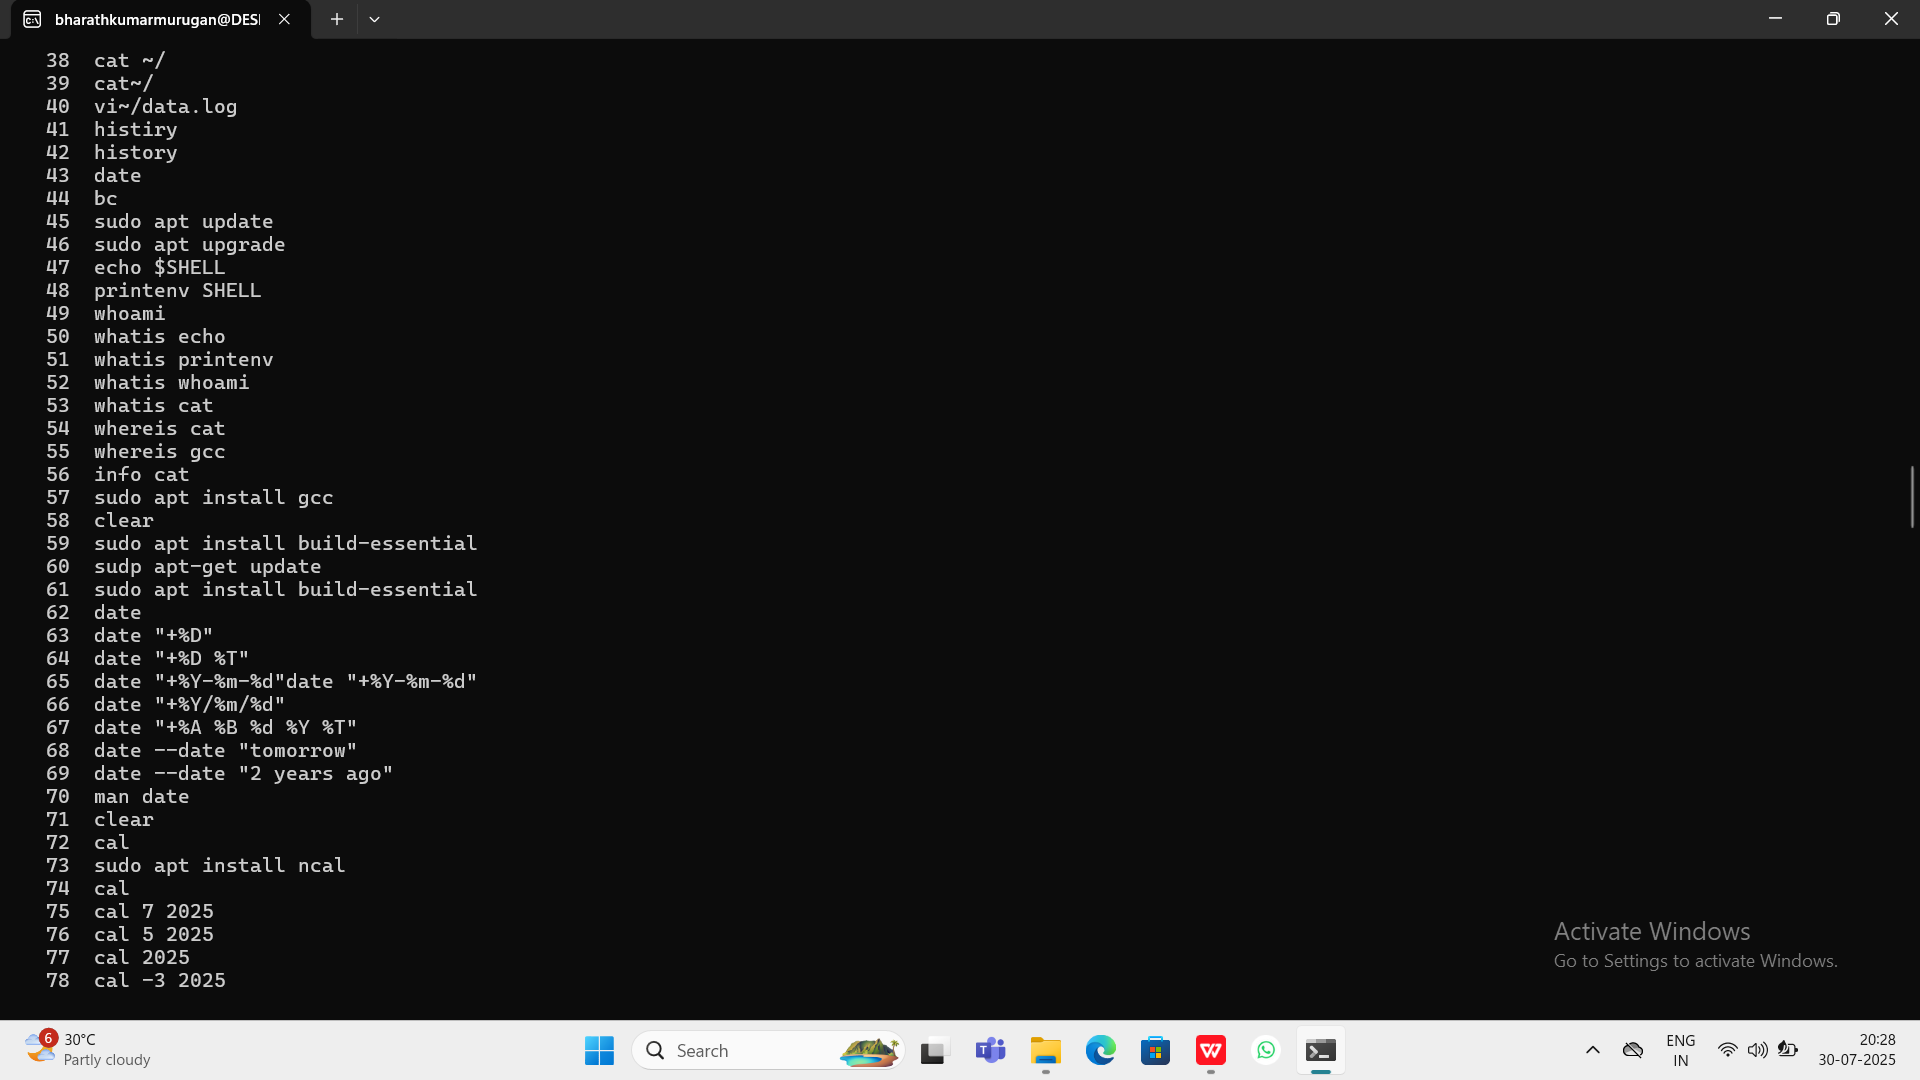 bharathkumarmurugan@DES
38 cat ~/
39 cat~/
40 vi~/data.log
41 histiry
42 history
43 date
44 bc
45 sudo apt update
46 sudo apt upgrade
47 echo $SHELL
48 printenv SHELL
49 whoami
50 whatis echo
51 whatis printenv
52 whatis whoami
53 whatis cat
54 whereis cat
55 whereis gcc
56 info cat
57 sudo apt install gcc
58 clear
59 sudo apt install build-essential
60 sudp apt-get update
61 sudo apt install build-essential
62 date
63 date "+%D"
64 date "+%D %T"
65 date "+%Y-%m-%d"date "+%Y-%m-%d"
66 date "+%Y/%m/%d"
67 date "+%A %B %d %Y %T"
68 date --date "tomorrow"
69 date --date "2 years ago"
70 man date
71 clear
72 cal
73 sudo apt install ncal
74 cal
75 cal 7 2025
76 cal 5 2025
77 cal 2025
78 cal -3 2025
Activate Windows
Go to Settings to activate Windows.
6
30°C
Partly cloudy
Search
ENG
IN
20:28
30-07-2025